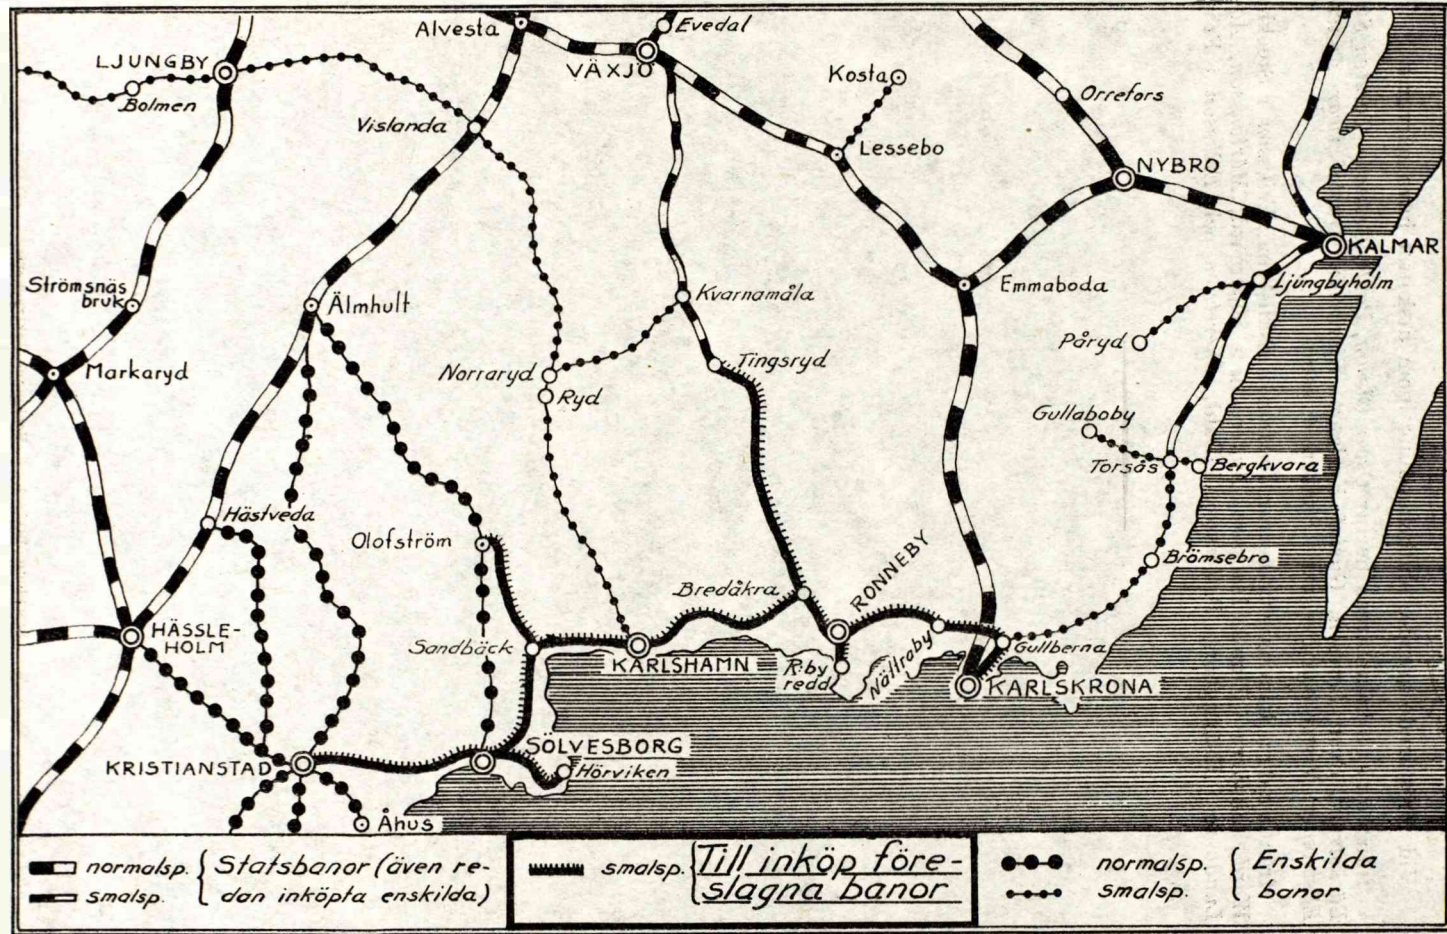 Alvesta
Evedal
LJUNGBY
VÄXJÖ
Kosta
Bolmen
Orrefors
Vislanda
Lessebo
NYBRO
KALMAR
Strömsnäs
bruk
Älmhult
Kvarnamåla
Emmaboda
Ljungbyholm
Markaryd
Norraryd
Tingsryd
Påryd
Ryd
Gullaboby
Torsås
Bergkvara
Hästveda
Olofström
RONNEBY
Brömsebro
Bredåkra
HÄSSLE-
HOLM
Sandbäck
KARLSHAMN
R:by
redd
Nättraby
Gullberna
KARLSKRONA
SÖLVESBORG
KRISTIANSTAD
Hörviken
Åhus
normalsp. { Statsbanor (även re-
smalsp. dan inköpta enskilda)
smalsp. { Till inköp före-
slagna banor
normalsp. { Enskilda
smalsp. banor